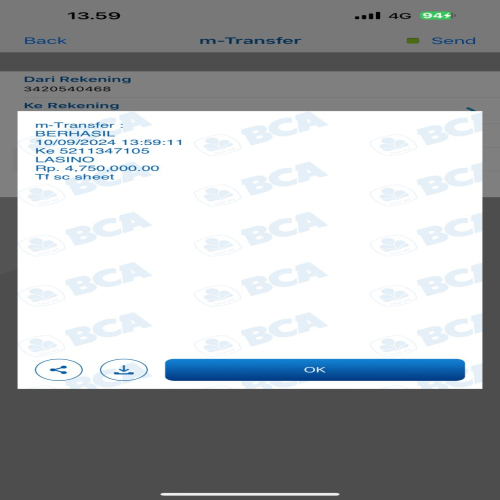 13.59
4G 94
Back
m-Transfer
Send
Dari Rekening
3420540468
Ke Rekening
m-Transfer :
BERHASIL
10/09/2024 13:59:11
Ke 5211347105
LASINO
Rp. 4,750,000.00
Tf sc sheet
BCA
OK